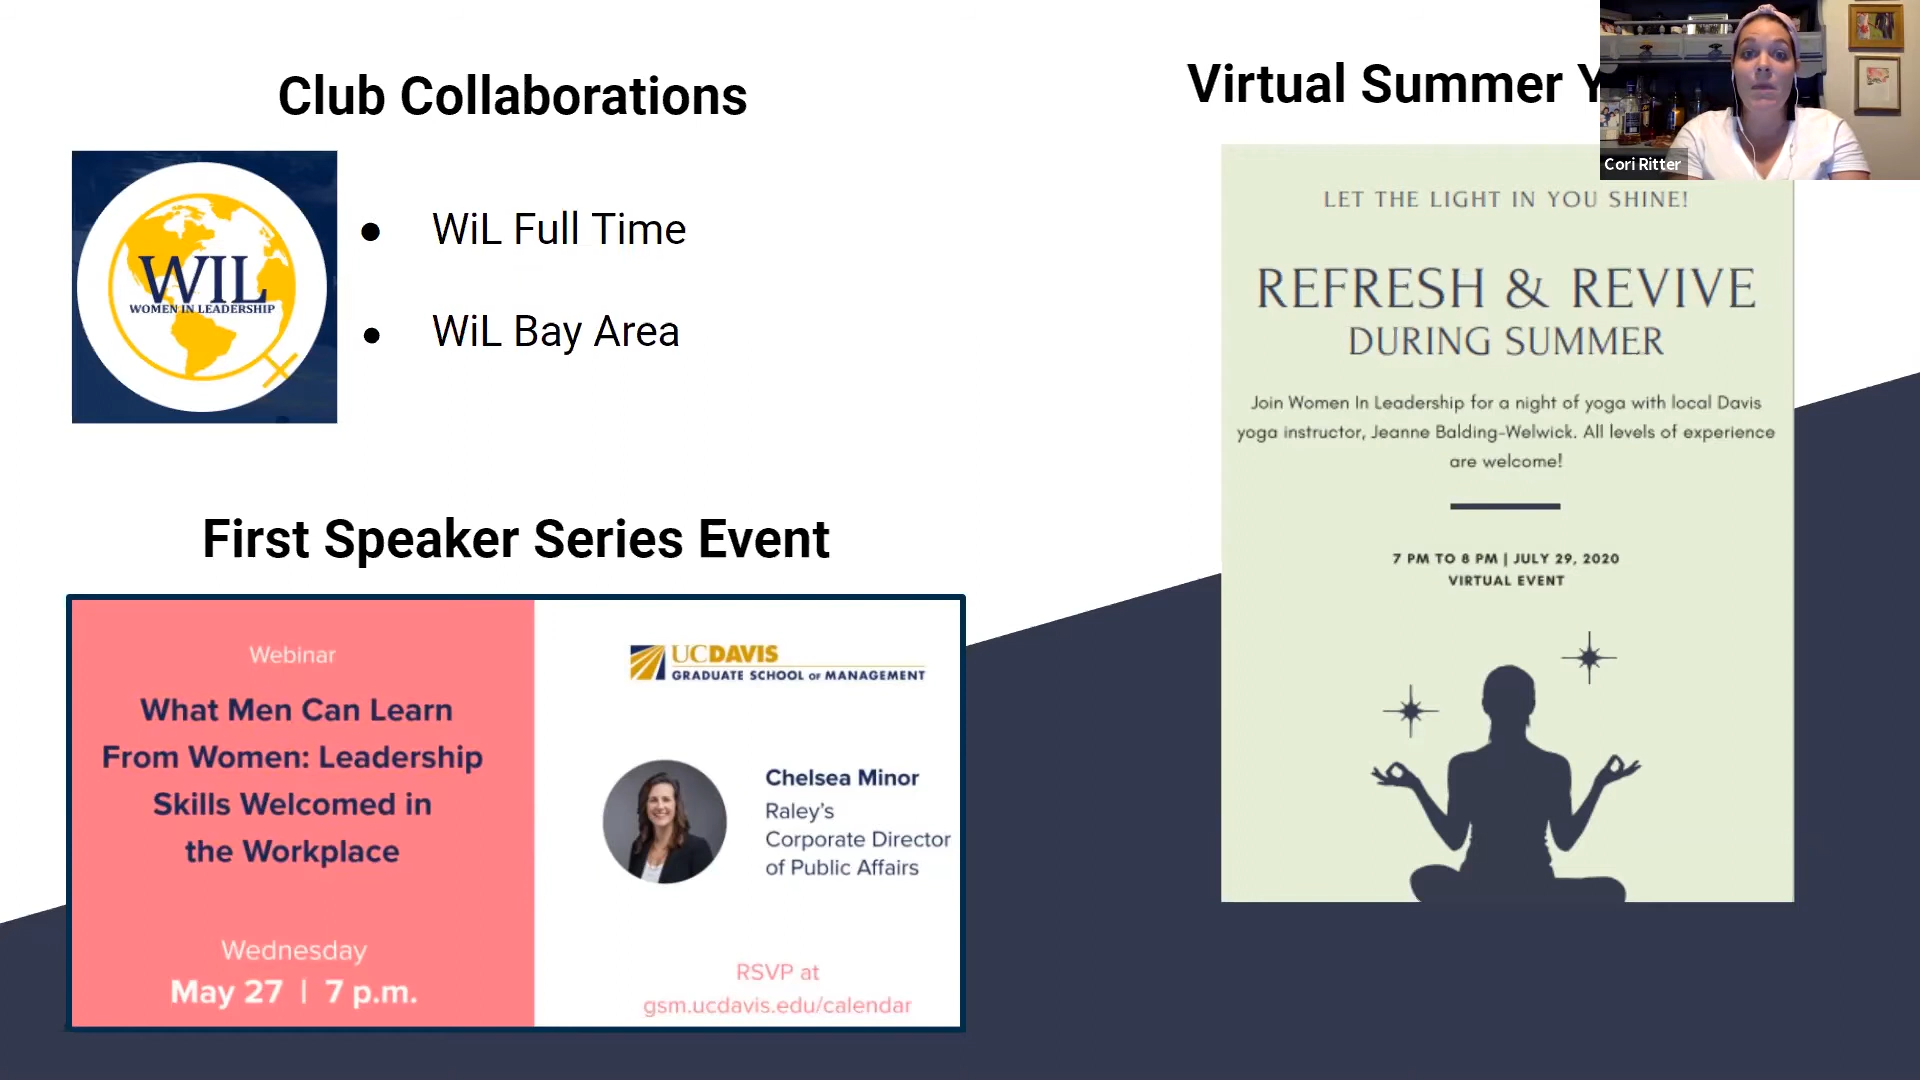 Club Collaborations
WIL
WOMEN IN LEADERSHIP
● WiL Full Time
● WiL Bay Area
First Speaker Series Event
Webinar
What Men Can Learn
From Women: Leadership
Skills Welcomed in
the Workplace
Wednesday
May 27 | 7 p.m.
UCDAVIS
GRADUATE SCHOOL OF MANAGEMENT
Chelsea Minor
Raley's
Corporate Director
of Public Affairs
RSVP at
gsm.ucdavis.edu/calendar
Virtual Summer
Cori Ritter
LET THE LIGHT IN YOU SHINE!
REFRESH & REVIVE
DURING SUMMER
Join Women In Leadership for a night of yoga with local Davis
yoga instructor, Jeanne Balding-Welwick. All levels of experience
are welcome!
7 PM TO 8 PM | JULY 29, 2020
VIRTUAL EVENT